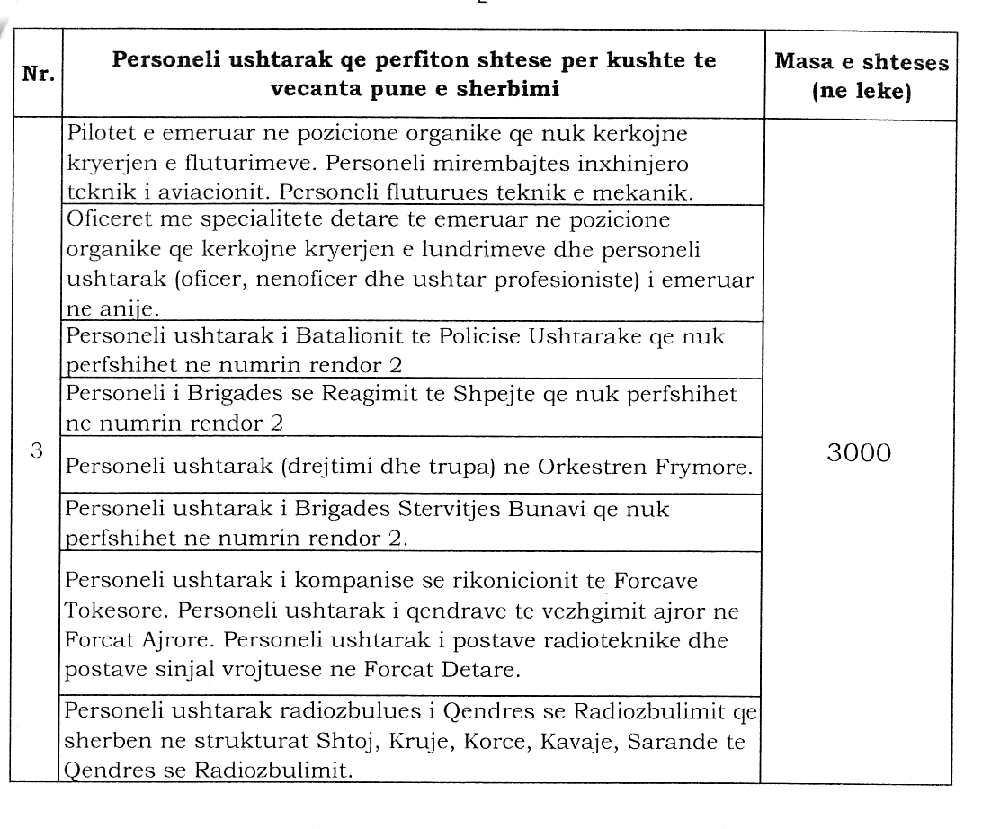 Nr.
Personeli ushtarak qe perfiton shtese per kushte te
vecanta pune e sherbimi
Masa e shteses
(ne leke)
3
Pilotet e emeruar ne pozicione organike qe nuk kerkojne
kryerjen e fluturimeve. Personeli mirembajtes inxhinjero
teknik i aviacionit. Personeli fluturues teknik e mekanik.
Oficeret me specialitete detare te emeruar ne pozicione
organike qe kerkojne kryerjen e lundrimeve dhe personeli
ushtarak (oficer, nenoficer dhe ushtar profesioniste) i emeruar
ne anije.
Personeli ushtarak i Batalionit te Policise Ushtarake qe nuk
perfshihet ne numrin rendor 2
Personeli i Brigades se Reagimit te Shpejte qe nuk perfshihet
ne numrin rendor 2
Personeli ushtarak (drejtimi dhe trupa) ne Orkestren Frymore.
Personeli ushtarak i Brigades Stervitjes Bunavi qe nuk
perfshihet ne numrin rendor 2.
Personeli ushtarak i kompanise se rikonicionit te Forcave
Tokesore. Personeli ushtarak i qendrave te vezhgimit ajror ne
Forcat Ajrore. Personeli ushtarak i postave radioteknike dhe
postave sinjal vrojtuese ne Forcat Detare.
Personeli ushtarak radiozbulues i Qendres se Radiozbulimit qe
sherben ne strukturat Shtoj, Kruje, Korce, Kavaje, Sarande te
Qendres se Radiozbulimit.
3000